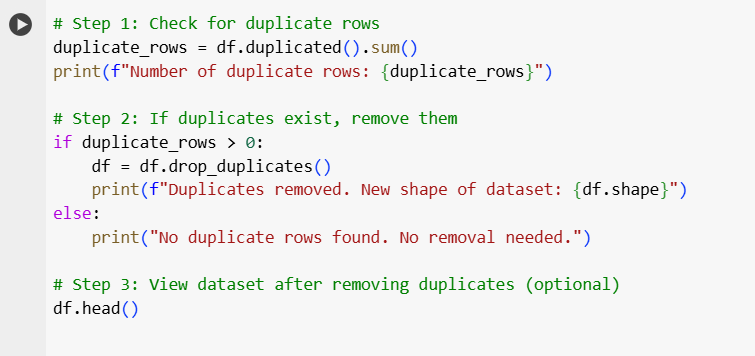 # Step 1: Check for duplicate rows
duplicate_rows = df.duplicated().sum()
print(f"Number of duplicate rows: {duplicate_rows}")
# Step 2: If duplicates exist, remove them
if duplicate_rows > 0:
    df = df.drop_duplicates()
    print(f"Duplicates removed. New shape of dataset: {df.shape}")
else:
    print("No duplicate rows found. No removal needed.")
# Step 3: View dataset after removing duplicates (optional)
df.head()